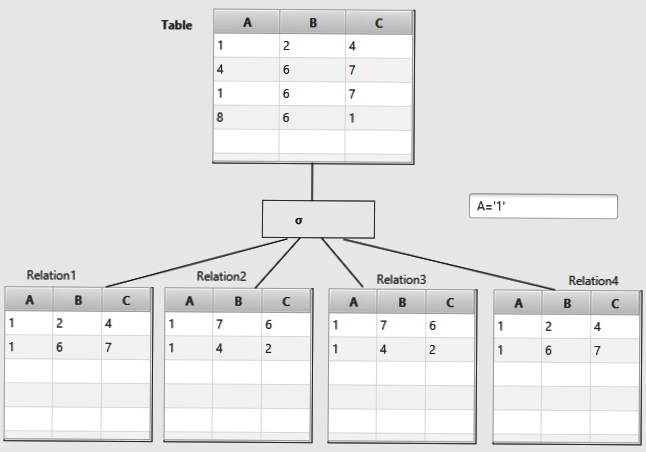 Table
A B C
1 2 4
4 6 7
1 6 7
8 6 1
σ
A='1'
Relation1 Relation2 Relation3 Relation4
A B C A B C A B C A B C
1 2 4 1 7 6 1 7 6 1 2 4
1 6 7 1 4 2 1 4 2 1 6 7